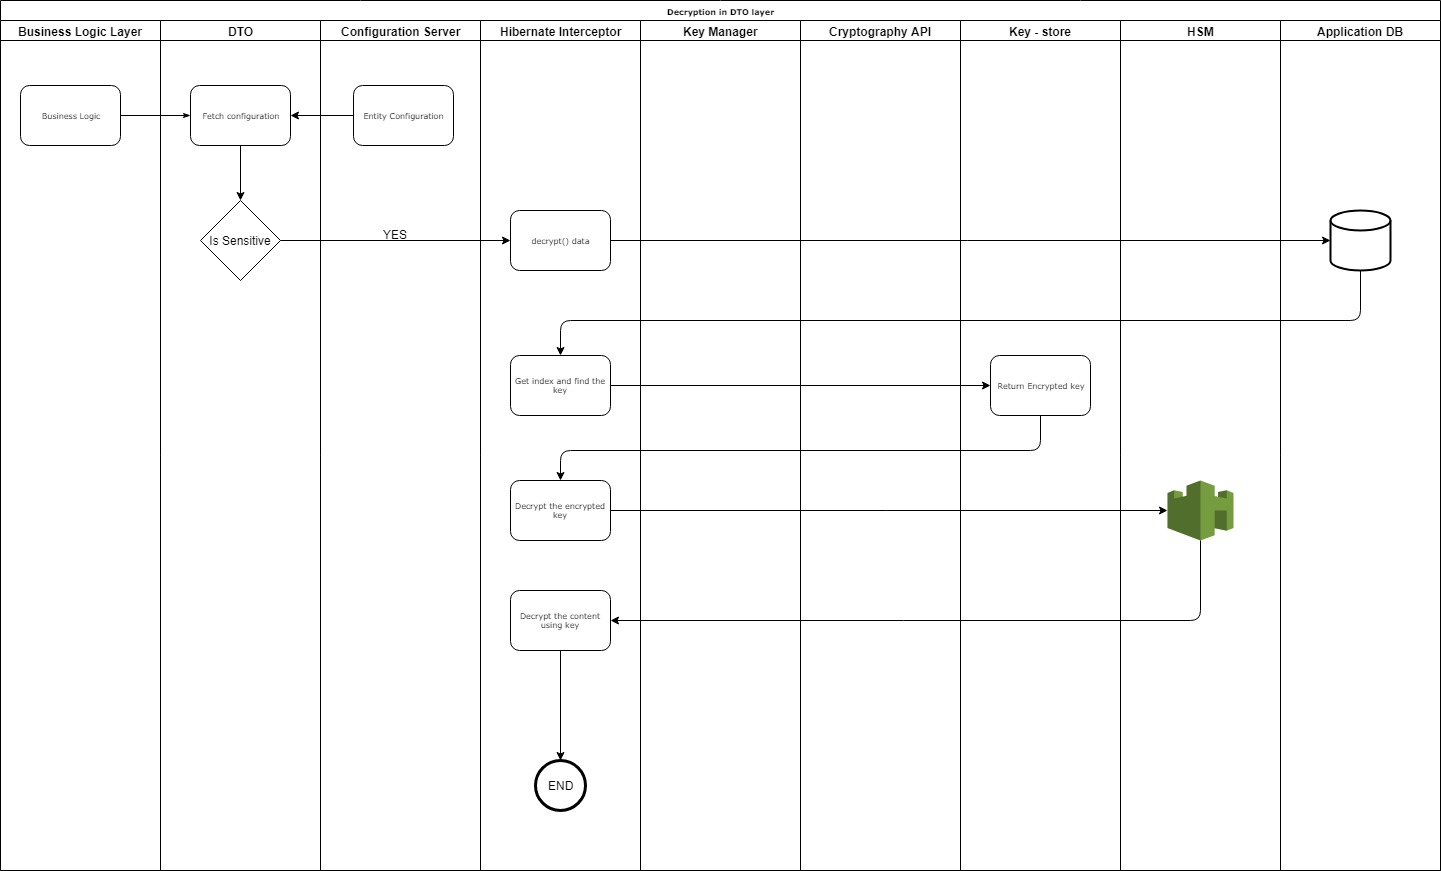 Decryption in DTO layer
Business Logic Layer
DTO
Configuration Server
Hibernate Interceptor
Key Manager
Cryptography API
Key - store
HSM
Application DB
Business Logic
Fetch configuration
Entity Configuration
Is Sensitive
YES
decrypt() data
Get index and find the
key
Return Encrypted key
Decrypt the encrypted
key
Decrypt the content
using key
END